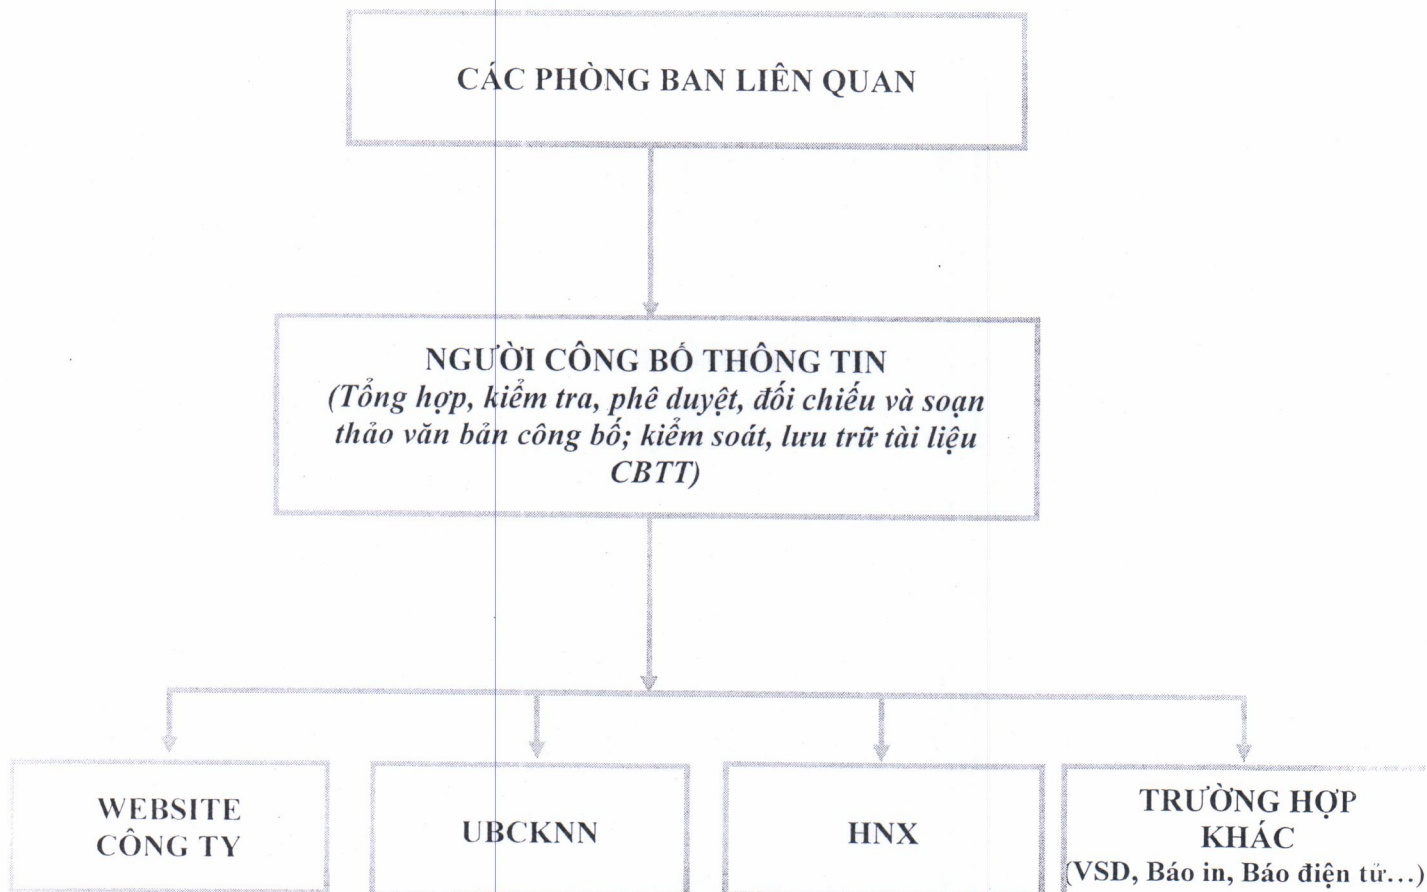 CÁC PHÒNG BAN LIÊN QUAN
NGƯỜI CÔNG BỐ THÔNG TIN
(Tổng hợp, kiểm tra, phê duyệt, đối chiếu và soạn
thảo văn bản công bố; kiểm soát, lưu trữ tài liệu
CBTT)
WEBSITE
CÔNG TY
UBCKNN
HNX
TRƯỜNG HỢP
KHÁC
(VSD, Báo in, Báo điện tử...)